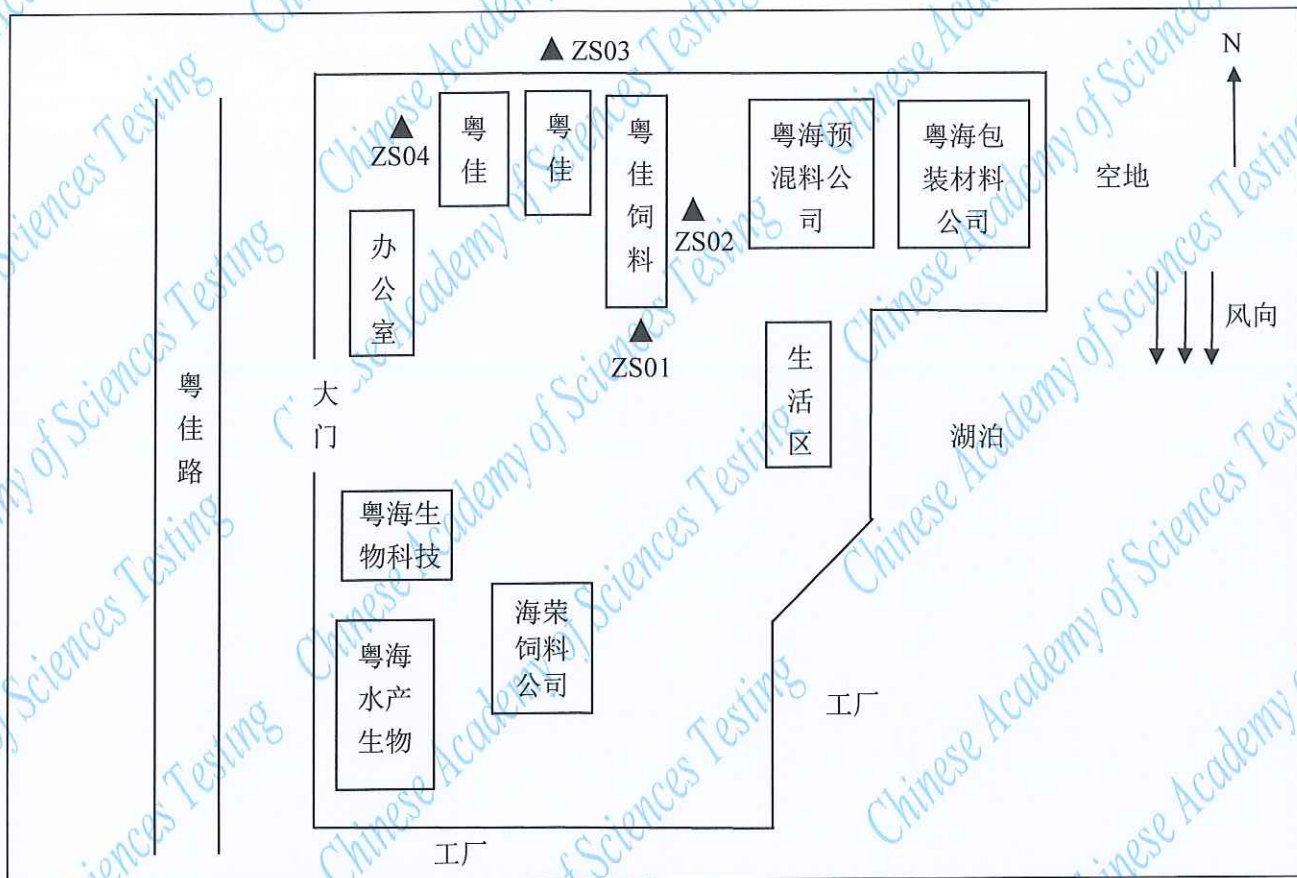 ZS03
N
ZS04
粤佳
粤佳
粤佳饲料
ZS02
粤海预
混料公
司
粤海包
装材料
公司
空地
办公室
ZS01
风向
粤佳路
大门
生活区
湖泊
粤海生
物科技
海荣
饲料
公司
粤海
水产
生物
工厂
工厂
Chinese Academy of Sciences Testing